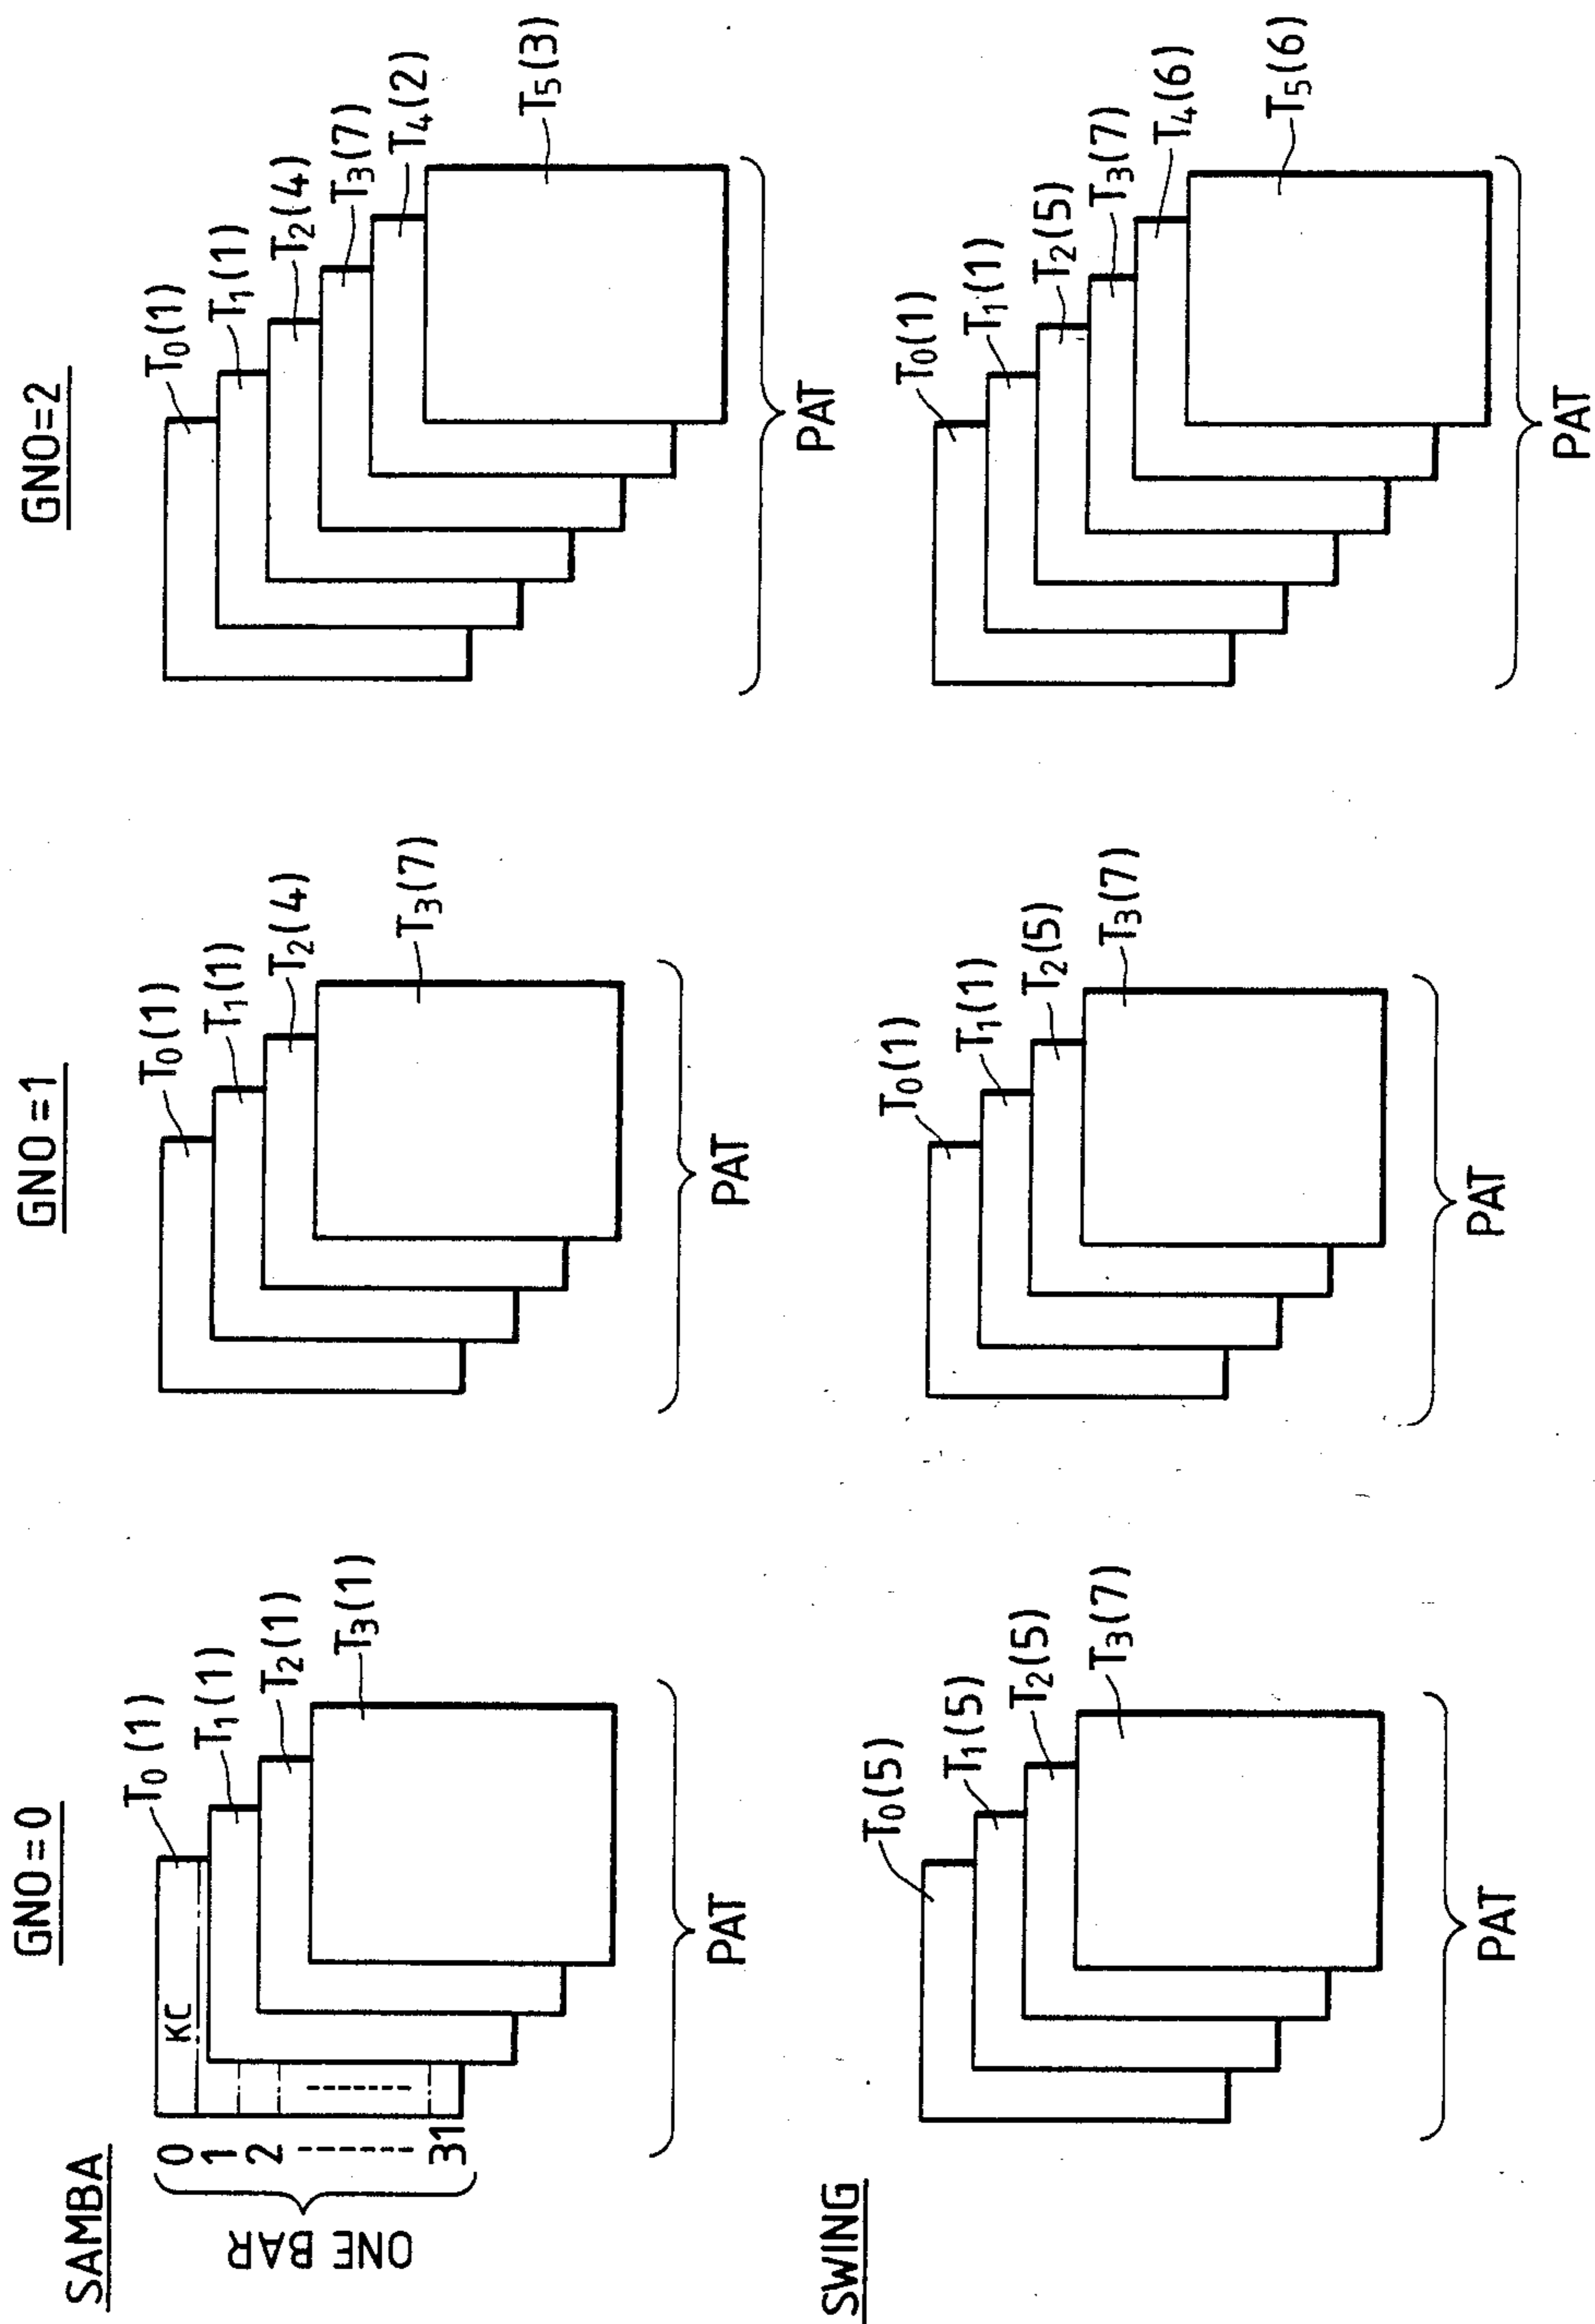 GNO=0
GNO=1
GNO=2
SAMBA
ONE BAR
0
1
2
31
KC
T₀(1)
T₁(1)
T₂(1)
T₃(1)
PAT
T₀(1)
T₁(1)
T₂(4)
T₃(7)
PAT
T₀(1)
T₁(1)
T₂(4)
T₃(7)
T₄(2)
T₅(3)
PAT
SWING
T₀(5)
T₁(5)
T₂(5)
T₃(7)
PAT
T₀(1)
T₁(1)
T₂(5)
T₃(7)
PAT
T₀(1)
T₁(1)
T₂(5)
T₃(7)
T₄(6)
T₅(6)
PAT